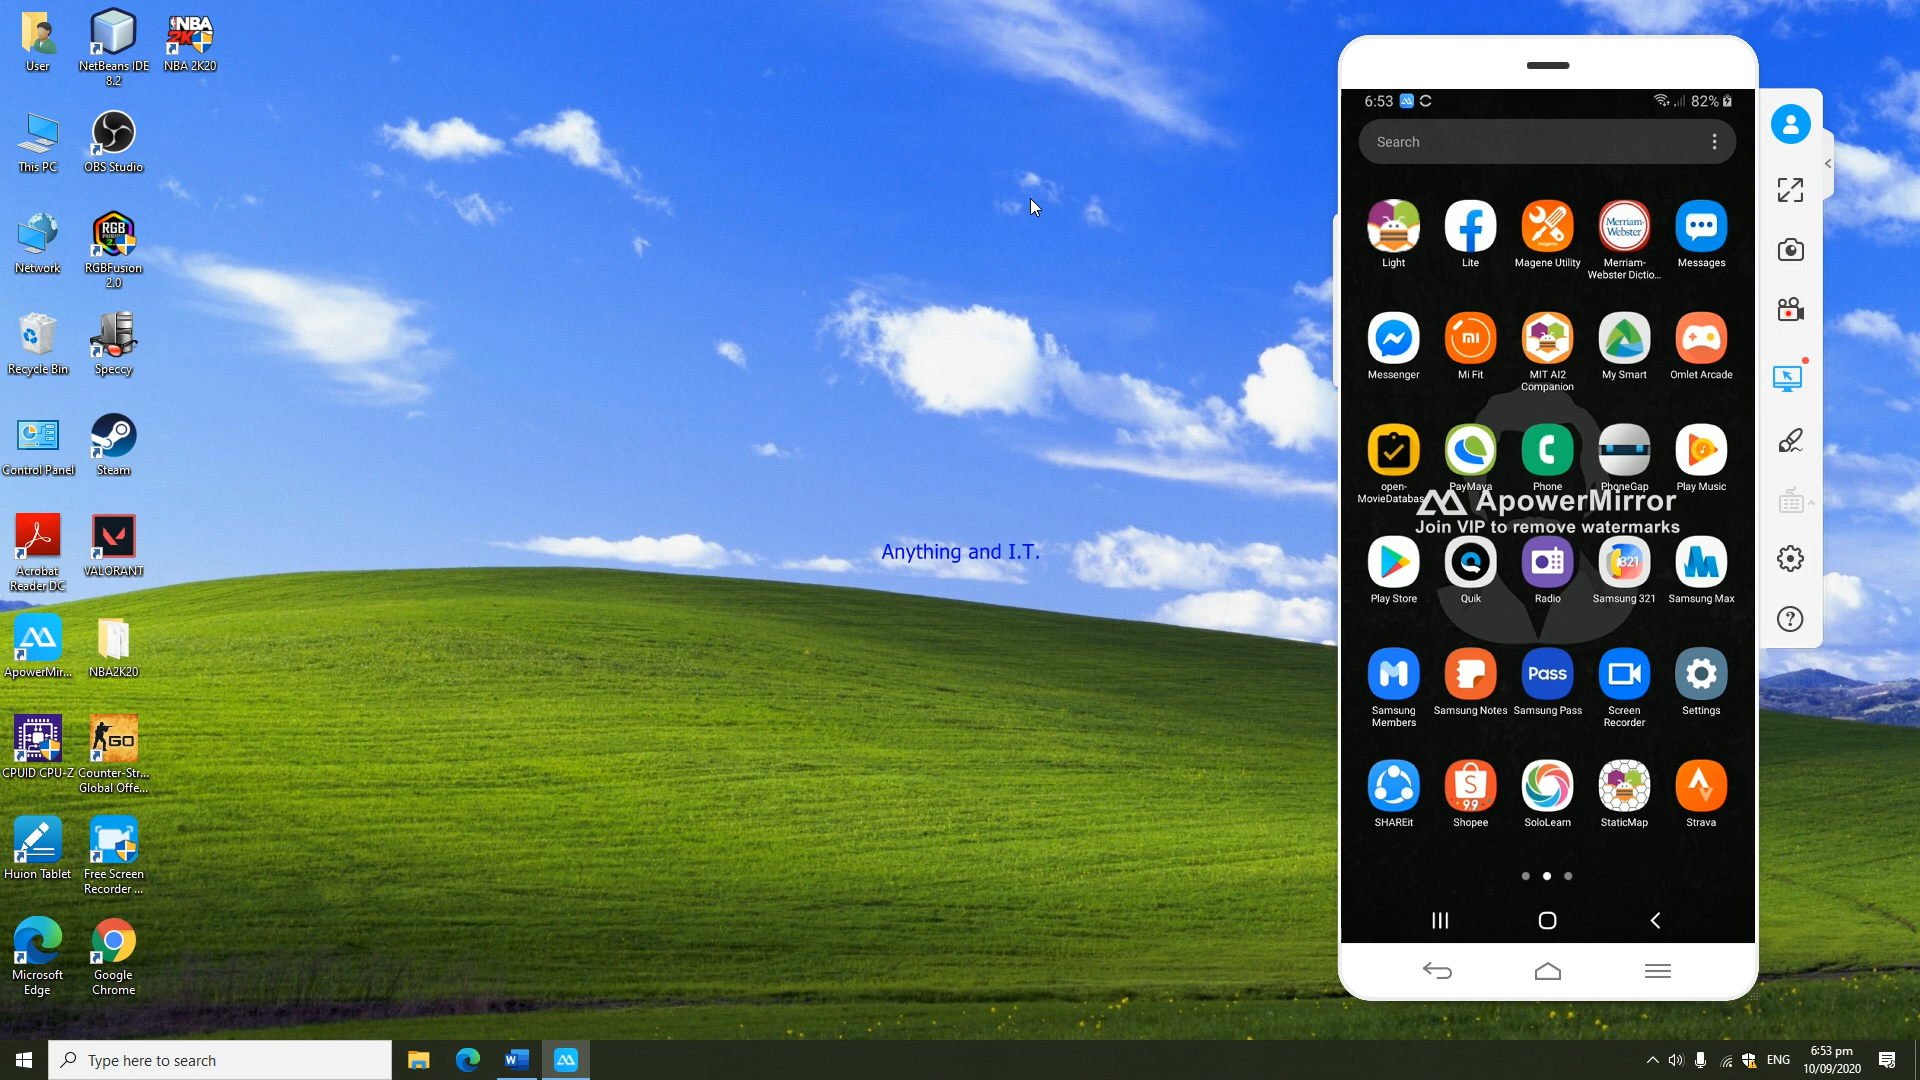 User
NetBeans IDE
8.2
NBA 2K20
This PC
OBS Studio
Network
RGBFusion
2.0
Recycle Bin
Speccy
Control Panel
Steam
Acrobat
Reader DC
VALORANT
ApowerMir...
NBA2K20
CPUID CPU-Z
Counter-Str...
Global Offe...
Huion Tablet
Free Screen
Recorder ...
Microsoft
Edge
Google
Chrome
Anything and I.T.
6:53
82%
Search
Light
Lite
Magene Utility
Merriam-
Webster Dictio...
Messages
Messenger
Mi Fit
MIT AI2
Companion
My Smart
Omlet Arcade
open-
MovieDatabas
PayMaya
Phone
PhoneGap
Play Music
ApowerMirror
Join VIP to remove watermarks
Play Store
Quik
Radio
Samsung 321
Samsung Max
Samsung
Members
Samsung Notes
Pass
Samsung Pass
Screen
Recorder
Settings
SHAREit
Shopee
SoloLearn
StaticMap
Strava
Type here to search
ENG
6:53 pm
10/09/2020